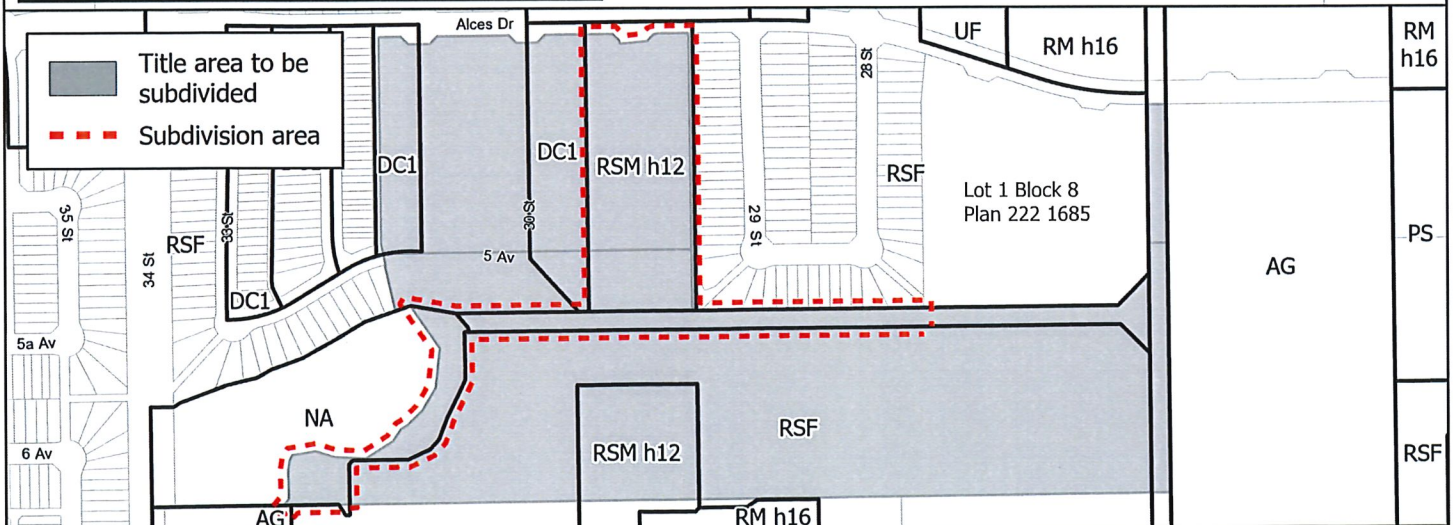 Alces Dr
UF
RM h16
RM
h16
Title area to be
subdivided
Subdivision area
28 St
DC1
DC1
RSM h12
RSF
Lot 1 Block 8
Plan 222 1685
35 St
33 St
30 St
29 St
RSF
34 St
5 Av
PS
AG
DC1
5a Av
NA
RSF
6 Av
RSM h12
RSF
AG
RM h16